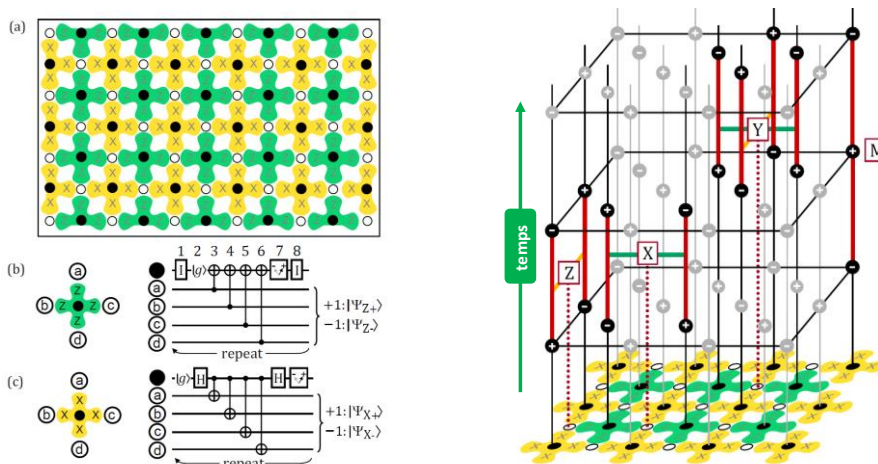 (a)
(b)
a
b
c
d
Z
Z Z
Z
1 2 3 4 5 6 7 8
I |g⟩ I
a
b
c
d
+1:|Ψ_Z+⟩
−1:|Ψ_Z-⟩
repeat
(c)
a
b
c
d
X
X X
X
|g⟩ H H
a
b
c
d
+1:|Ψ_X+⟩
−1:|Ψ_X-⟩
repeat
temps
Y
M
X
Z